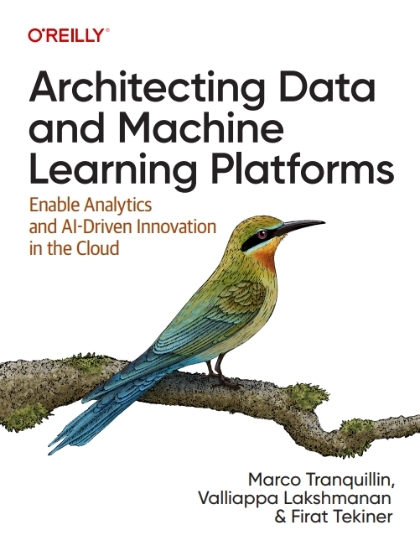 O'REILLY®
Architecting Data
and Machine
Learning Platforms
Enable Analytics
and AI-Driven Innovation
in the Cloud
Marco Tranquillin,
Valliappa Lakshmanan
& Firat Tekiner